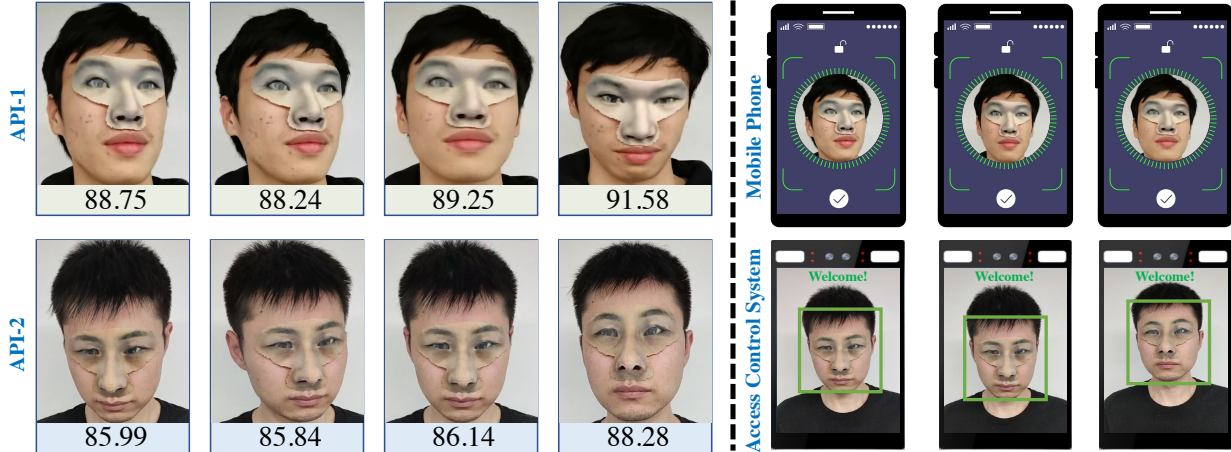 API-1
88.75
88.24
89.25
91.58
API-2
85.99
85.84
86.14
88.28
Mobile Phone
Access Control System
Welcome!
Welcome!
Welcome!